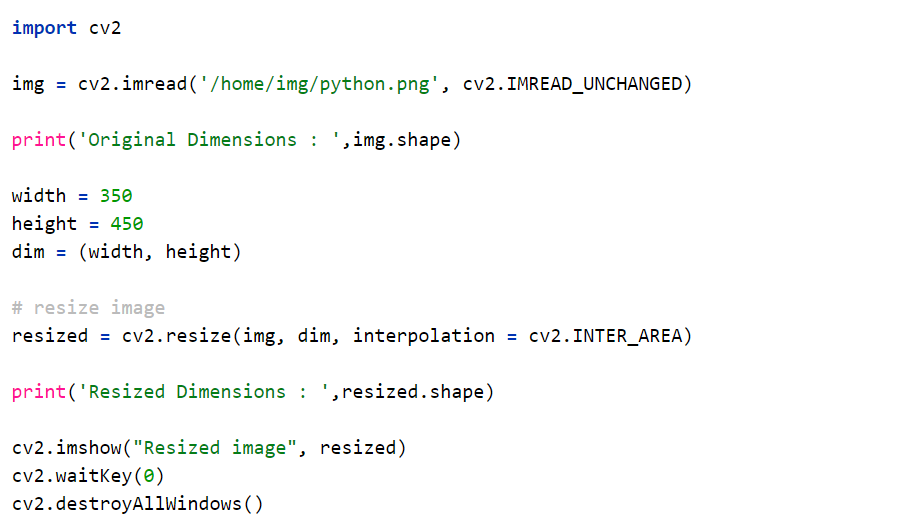 import cv2
img = cv2.imread('/home/img/python.png', cv2.IMREAD_UNCHANGED)
print('Original Dimensions : ',img.shape)
width = 350
height = 450
dim = (width, height)
# resize image
resized = cv2.resize(img, dim, interpolation = cv2.INTER_AREA)
print('Resized Dimensions : ',resized.shape)
cv2.imshow("Resized image", resized)
cv2.waitKey(0)
cv2.destroyAllWindows()